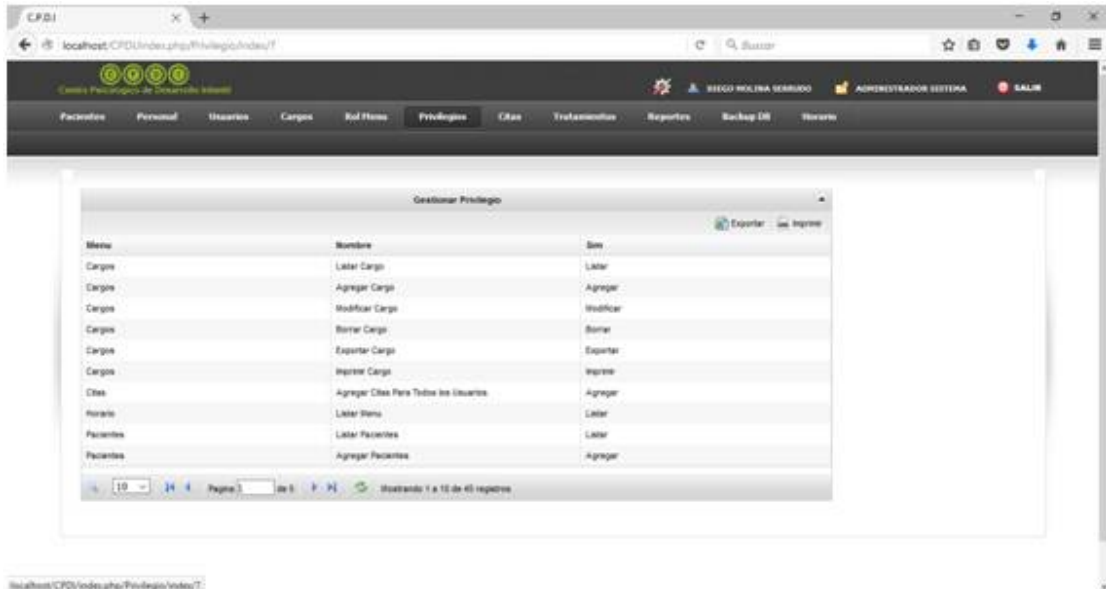 C.P.D.I
localhost/CPDI/index.php/Privilegio/index/7
Buscar
C P D I
Centro Psicologico de Desarrollo Infantil
DIEGO MOLINA SERRUDO
ADMINISTRADOR SISTEMA
SALIR
Pacientes Personal Usuarios Cargos Rol Menu Privilegios Citas Tratamientos Reportes Backup DB Horario
Gestionar Privilegio
Exportar Imprimir
Menu Nombre
Cargos Listar Cargo Listar
Cargos Agregar Cargo Agregar
Cargos Modificar Cargo Modificar
Cargos Borrar Cargo Borrar
Cargos Exportar Cargo Exportar
Cargos Imprimir Cargo Imprimir
Citas Agregar Citas Para Todos los Usuarios Agregar
Horario Listar Menu Listar
Pacientes Listar Pacientes Listar
Pacientes Agregar Pacientes Agregar
10 Pagina 1 de 5 Mostrando 1 a 10 de 45 registros
localhost/CPDI/index.php/Privilegio/index/7